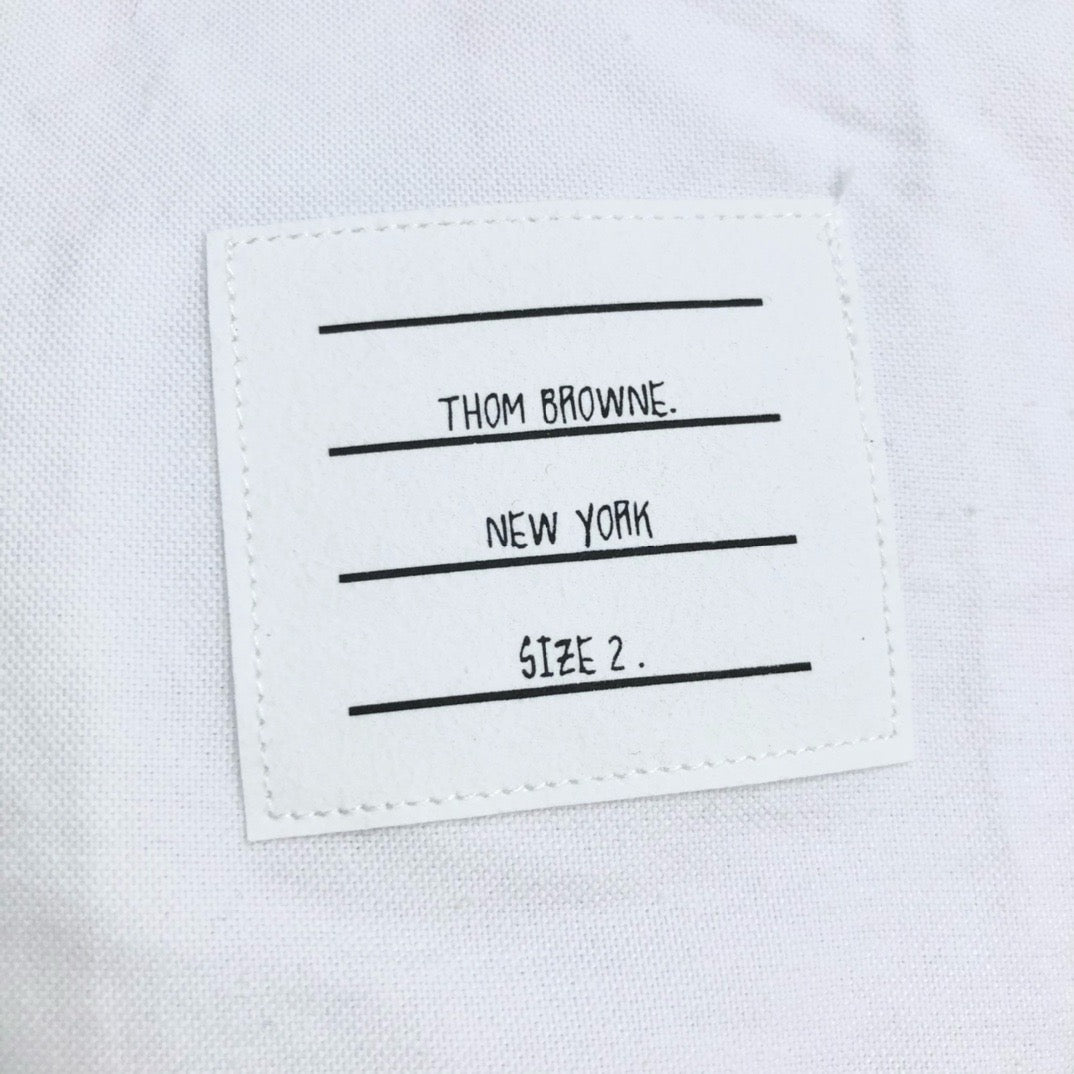 THOM BROWNE.
NEW YORK
SIZE 2.